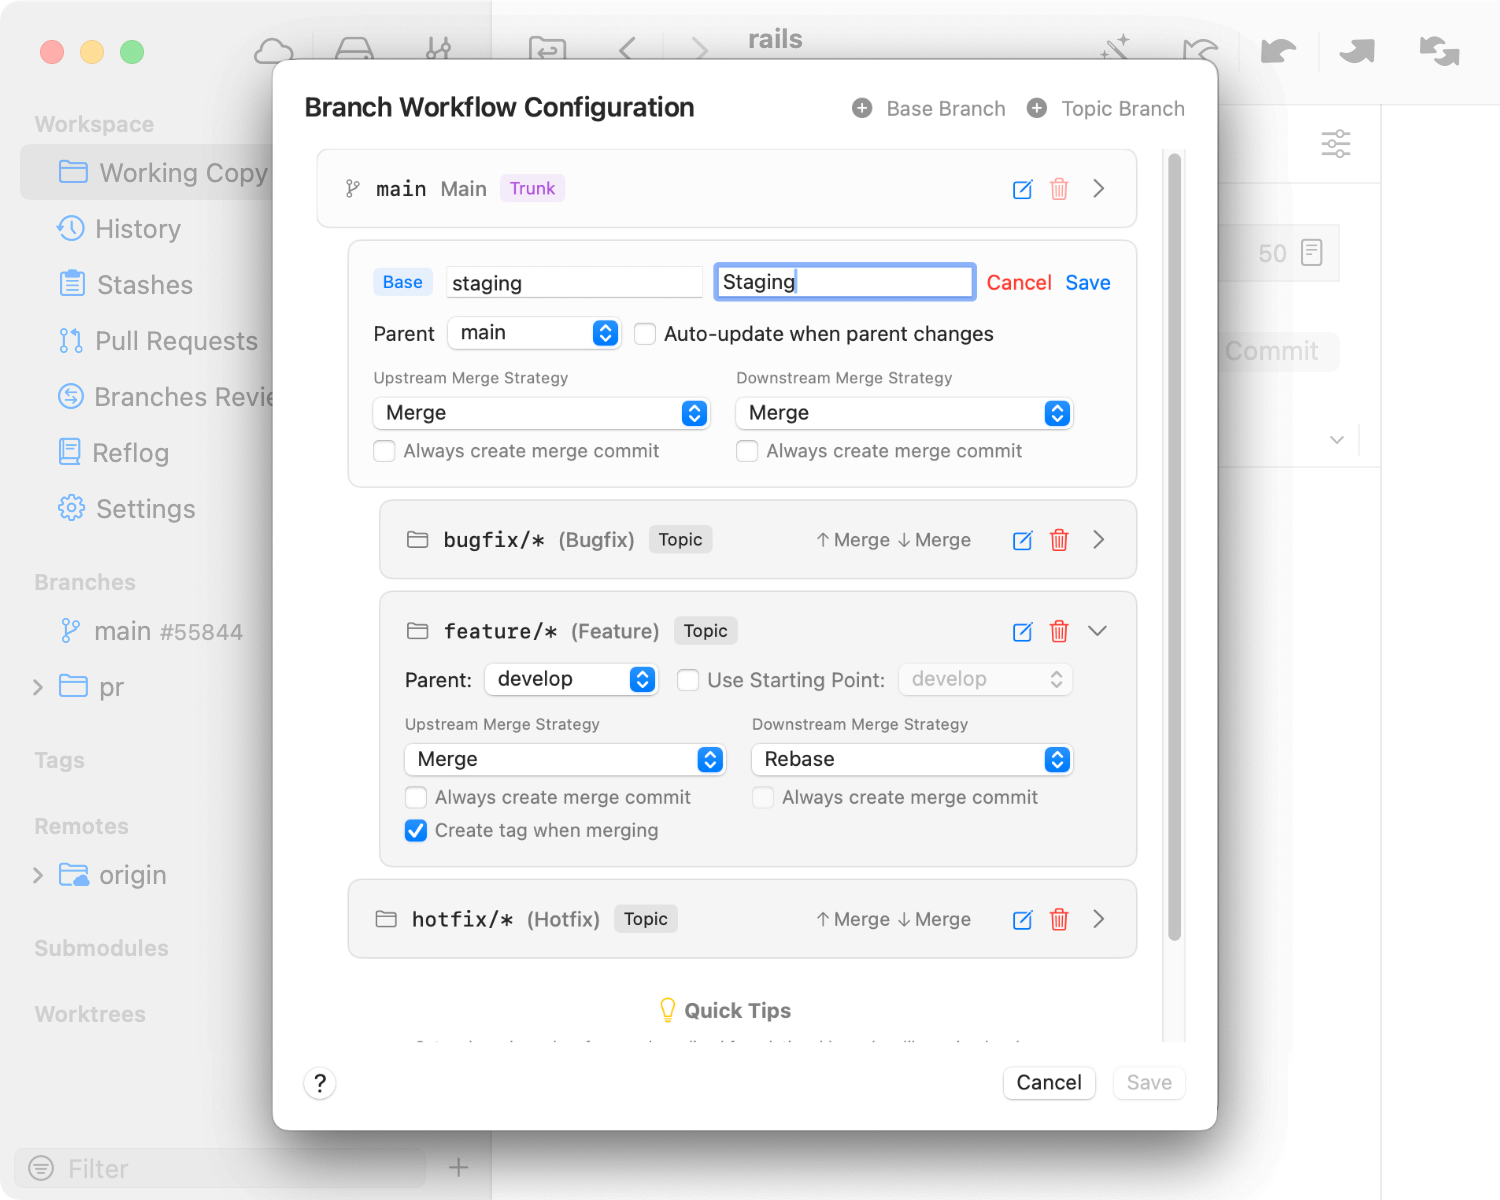 rails
Workspace
Working Copy
History
Stashes
Pull Requests
Branches Revie
Reflog
Settings
Branches
main #55844
pr
Tags
Remotes
origin
Submodules
Worktrees
Filter
50
Commit
Branch Workflow Configuration
Base Branch
Topic Branch
main Main Trunk
Base staging Staging Cancel Save
Parent main Auto-update when parent changes
Upstream Merge Strategy Downstream Merge Strategy
Merge Merge
Always create merge commit Always create merge commit
bugfix/* (Bugfix) Topic ↑ Merge ↓ Merge
feature/* (Feature) Topic
Parent: develop Use Starting Point: develop
Upstream Merge Strategy Downstream Merge Strategy
Merge Rebase
Always create merge commit Always create merge commit
Create tag when merging
hotfix/* (Hotfix) Topic ↑ Merge ↓ Merge
Quick Tips
? Cancel Save